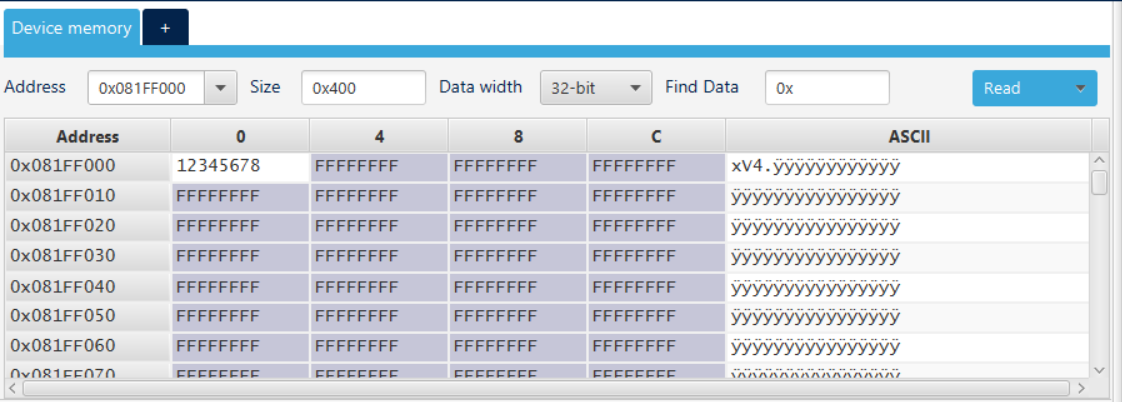 Device memory +
Address 0x081FF000 Size 0x400 Data width 32-bit Find Data 0x Read
Address 0 4 8 C ASCII
0x081FF000 12345678 FFFFFFFF FFFFFFFF FFFFFFFF xV4.ÿÿÿÿÿÿÿÿÿÿÿÿ
0x081FF010 FFFFFFFF FFFFFFFF FFFFFFFF FFFFFFFF ÿÿÿÿÿÿÿÿÿÿÿÿÿÿÿÿ
0x081FF020 FFFFFFFF FFFFFFFF FFFFFFFF FFFFFFFF ÿÿÿÿÿÿÿÿÿÿÿÿÿÿÿÿ
0x081FF030 FFFFFFFF FFFFFFFF FFFFFFFF FFFFFFFF ÿÿÿÿÿÿÿÿÿÿÿÿÿÿÿÿ
0x081FF040 FFFFFFFF FFFFFFFF FFFFFFFF FFFFFFFF ÿÿÿÿÿÿÿÿÿÿÿÿÿÿÿÿ
0x081FF050 FFFFFFFF FFFFFFFF FFFFFFFF FFFFFFFF ÿÿÿÿÿÿÿÿÿÿÿÿÿÿÿÿ
0x081FF060 FFFFFFFF FFFFFFFF FFFFFFFF FFFFFFFF ÿÿÿÿÿÿÿÿÿÿÿÿÿÿÿÿ
0x081FF070 FFFFFFFF FFFFFFFF FFFFFFFF FFFFFFFF ÿÿÿÿÿÿÿÿÿÿÿÿÿÿÿÿ